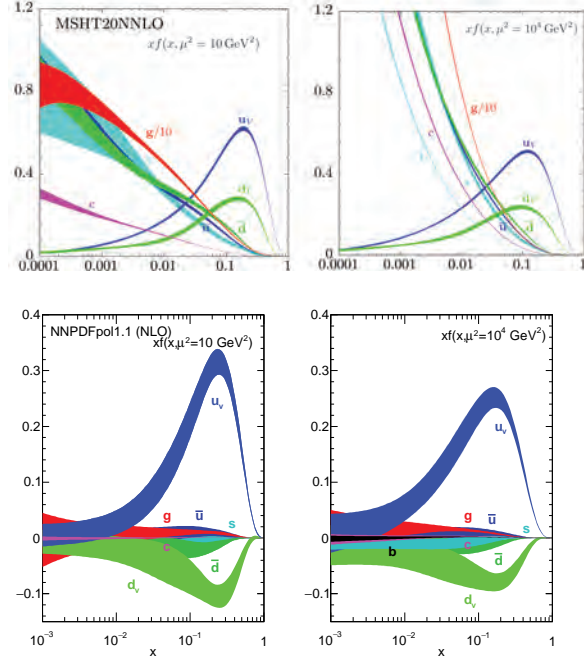 MSHT20NNLO
xf(x, μ² = 10 GeV²)
1.2
0.8
0.4
0
g/10
u_V
d_V
c
u
d̄
0.0001 0.001 0.01 0.1 1
xf(x, μ² = 10⁴ GeV²)
1.2
0.8
0.4
0
g/10
u_V
c
s
d_V
ū
d̄
0.0001 0.001 0.01 0.1 1
NNPDFpol1.1 (NLO)
xf(x,μ²=10 GeV²)
0.4
0.3
0.2
0.1
0
−0.1
u_v
g
ū
s
c
d̄
d_v
10⁻³ 10⁻² 10⁻¹ 1
x
xf(x,μ²=10⁴ GeV²)
0.4
0.3
0.2
0.1
0
−0.1
u_v
g
ū
s
c
b
d̄
d_v
10⁻³ 10⁻² 10⁻¹ 1
x